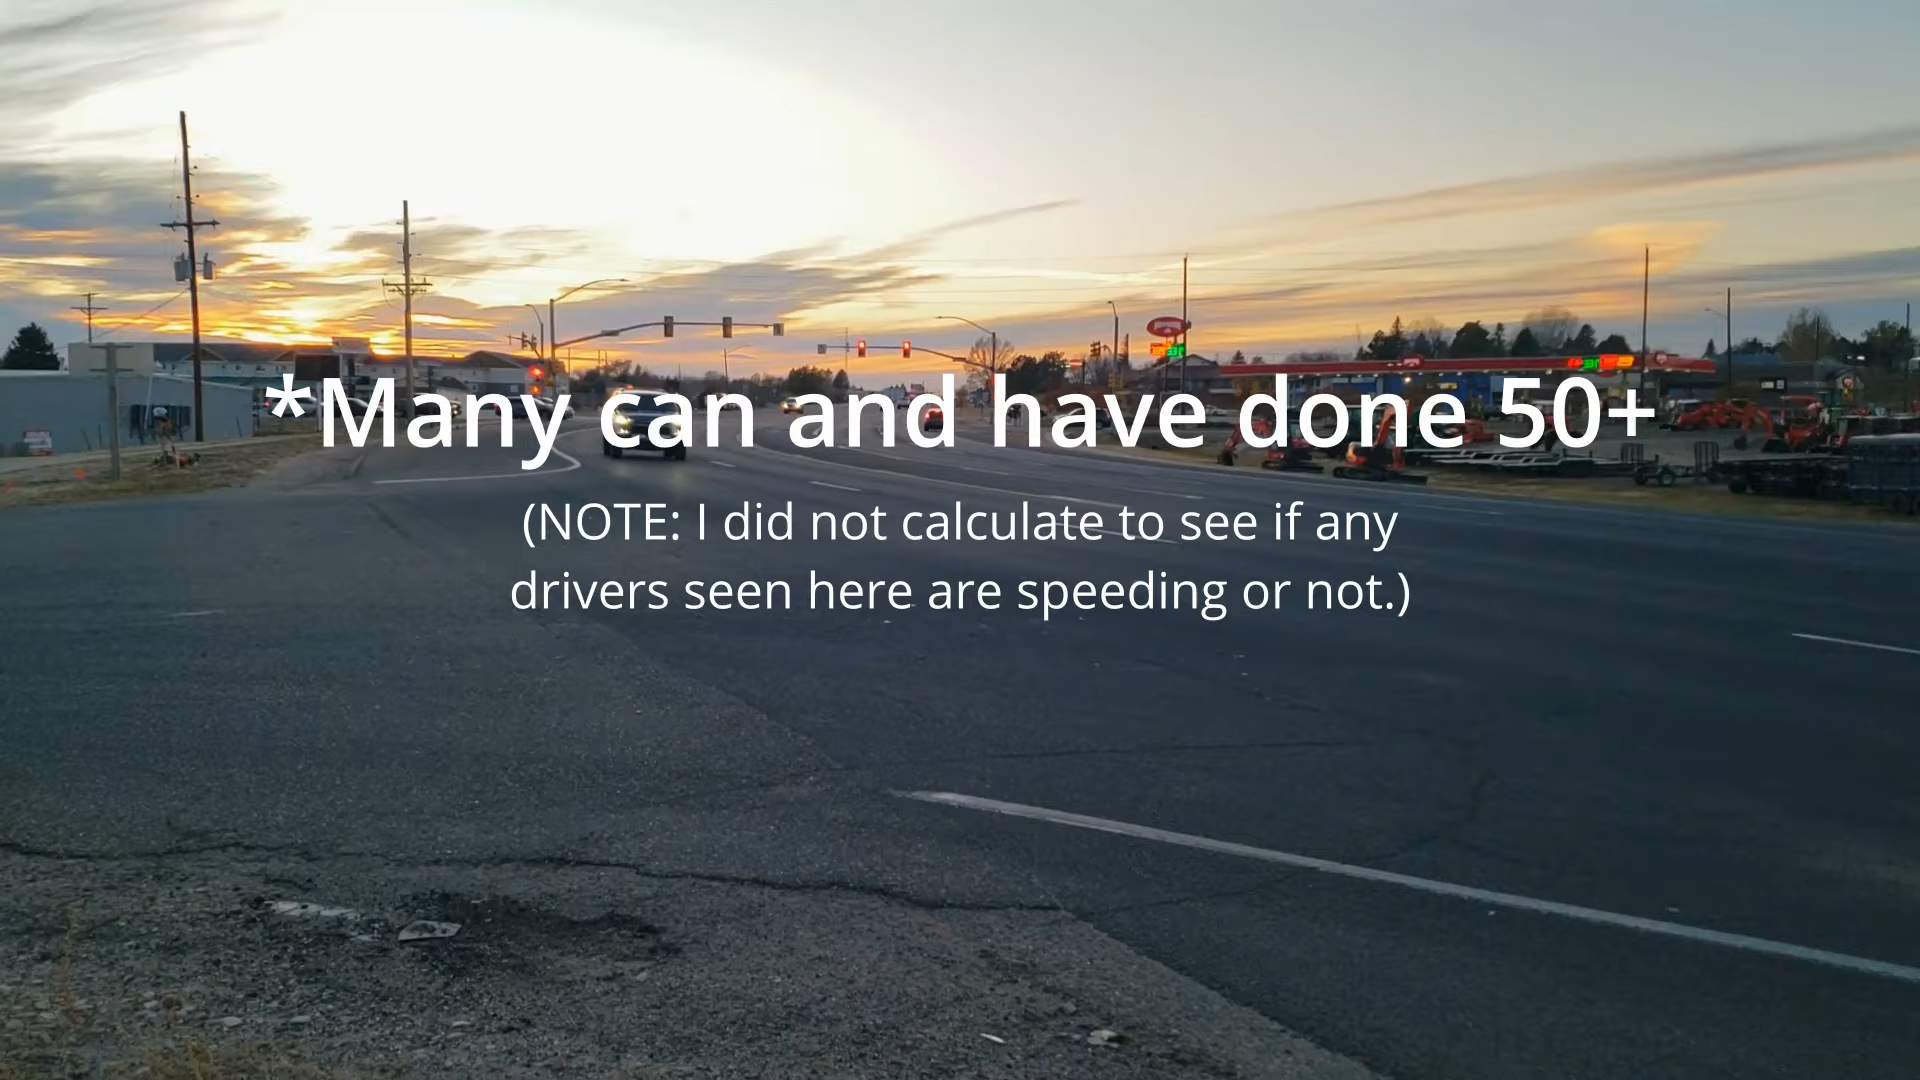 *Many can and have done 50+
(NOTE: I did not calculate to see if any
drivers seen here are speeding or not.)